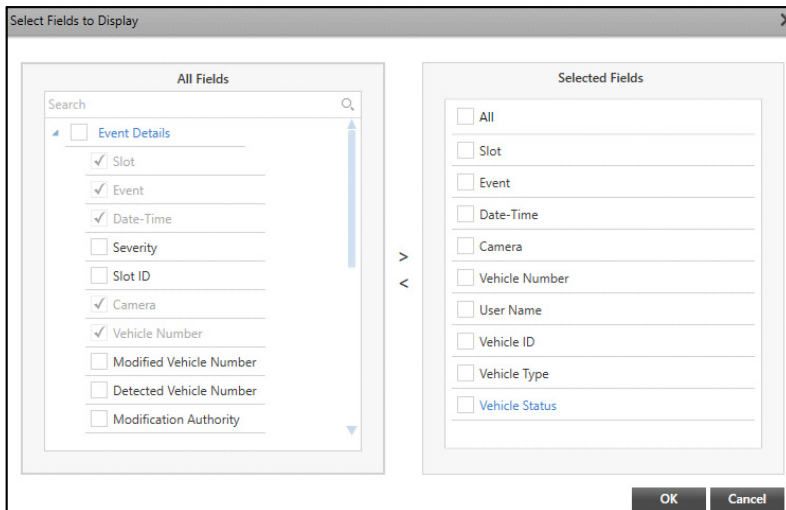 Select Fields to Display
All Fields
Search
Event Details
Slot
Event
Date-Time
Severity
Slot ID
Camera
Vehicle Number
Modified Vehicle Number
Detected Vehicle Number
Modification Authority
>
<
Selected Fields
All
Slot
Event
Date-Time
Camera
Vehicle Number
User Name
Vehicle ID
Vehicle Type
Vehicle Status
OK
Cancel